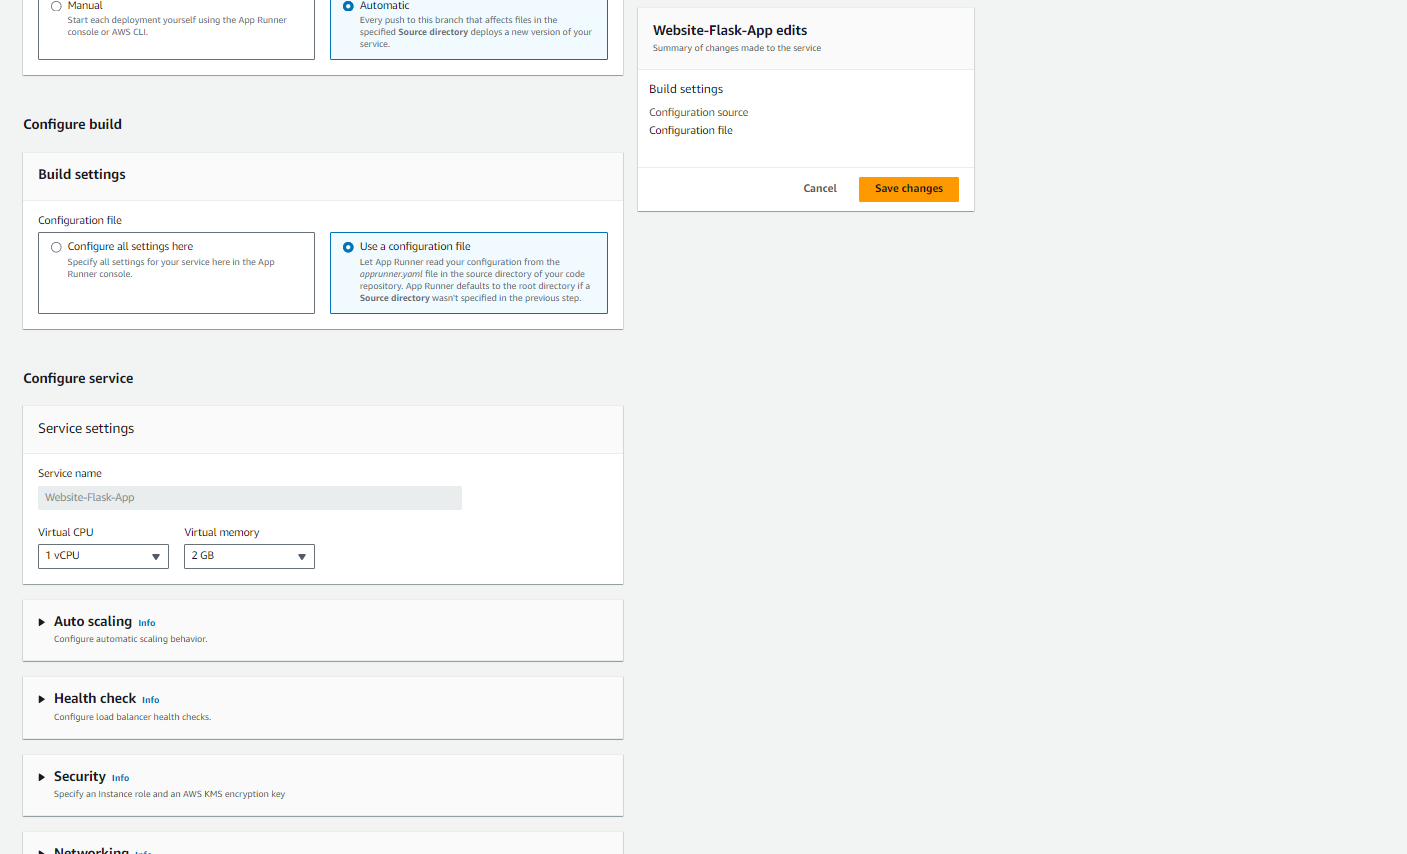 Manual
Start each deployment yourself using the App Runner
console or AWS CLI.
Automatic
Every push to this branch that affects files in the
specified Source directory deploys a new version of your
service.
Configure build
Build settings
Configuration file
Configure all settings here
Specify all settings for your service here in the App
Runner console.
Use a configuration file
Let App Runner read your configuration from the
apprunner.yaml file in the source directory of your code
repository. App Runner defaults to the root directory if a
Source directory wasn't specified in the previous step.
Configure service
Service settings
Service name
Website-Flask-App
Virtual CPU
Virtual memory
1 vCPU
2 GB
Auto scaling Info
Configure automatic scaling behavior.
Health check Info
Configure load balancer health checks.
Security Info
Specify an Instance role and an AWS KMS encryption key
Networking Info
Website-Flask-App edits
Summary of changes made to the service
Build settings
Configuration source
Configuration file
Cancel
Save changes